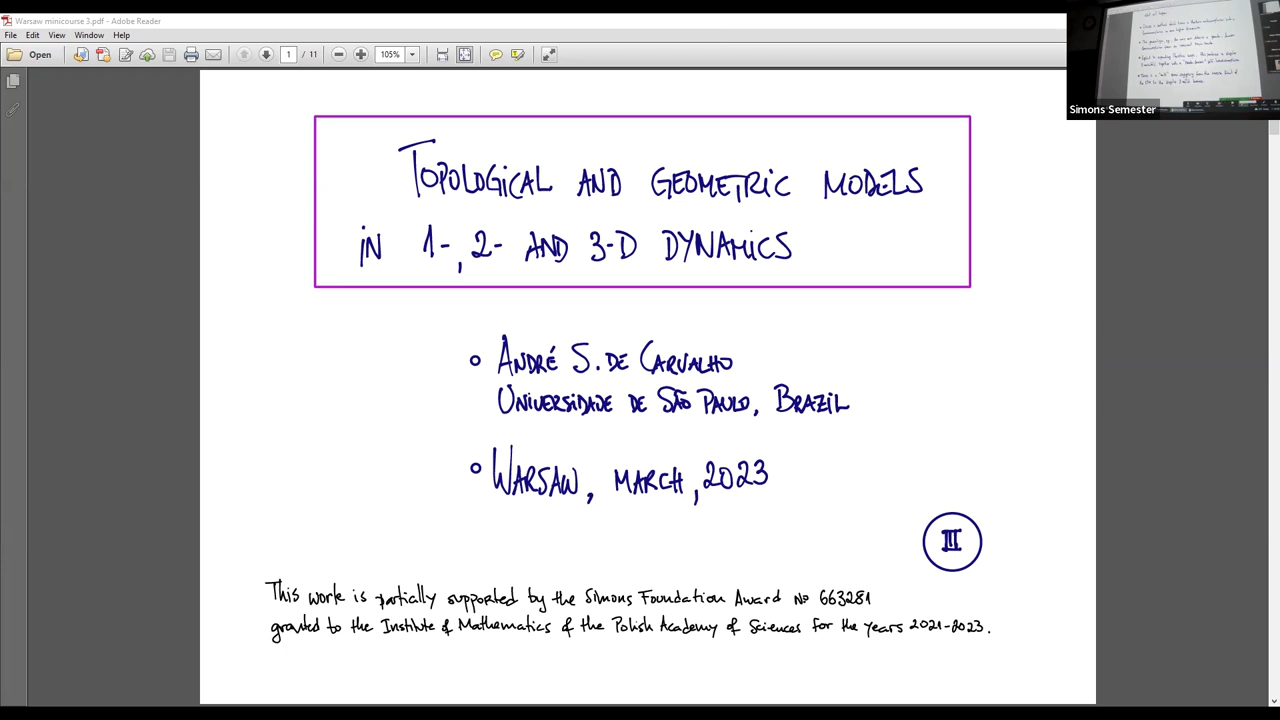 Warsaw minicourse 3.pdf - Adobe Reader
File Edit View Window Help
Open 1 / 11 105%
Simons Semester
TOPOLOGICAL AND GEOMETRIC MODELS
IN 1-, 2- AND 3-D DYNAMICS
ANDRÉ S. DE CARVALHO
UNIVERSIDADE DE SÃO PAULO, BRAZIL
WARSAW, MARCH, 2023
III
This work is partially supported by the Simons Foundation Award No 663281
granted to the Institute of Mathematics of the Polish Academy of Sciences for the years 2021-2023.